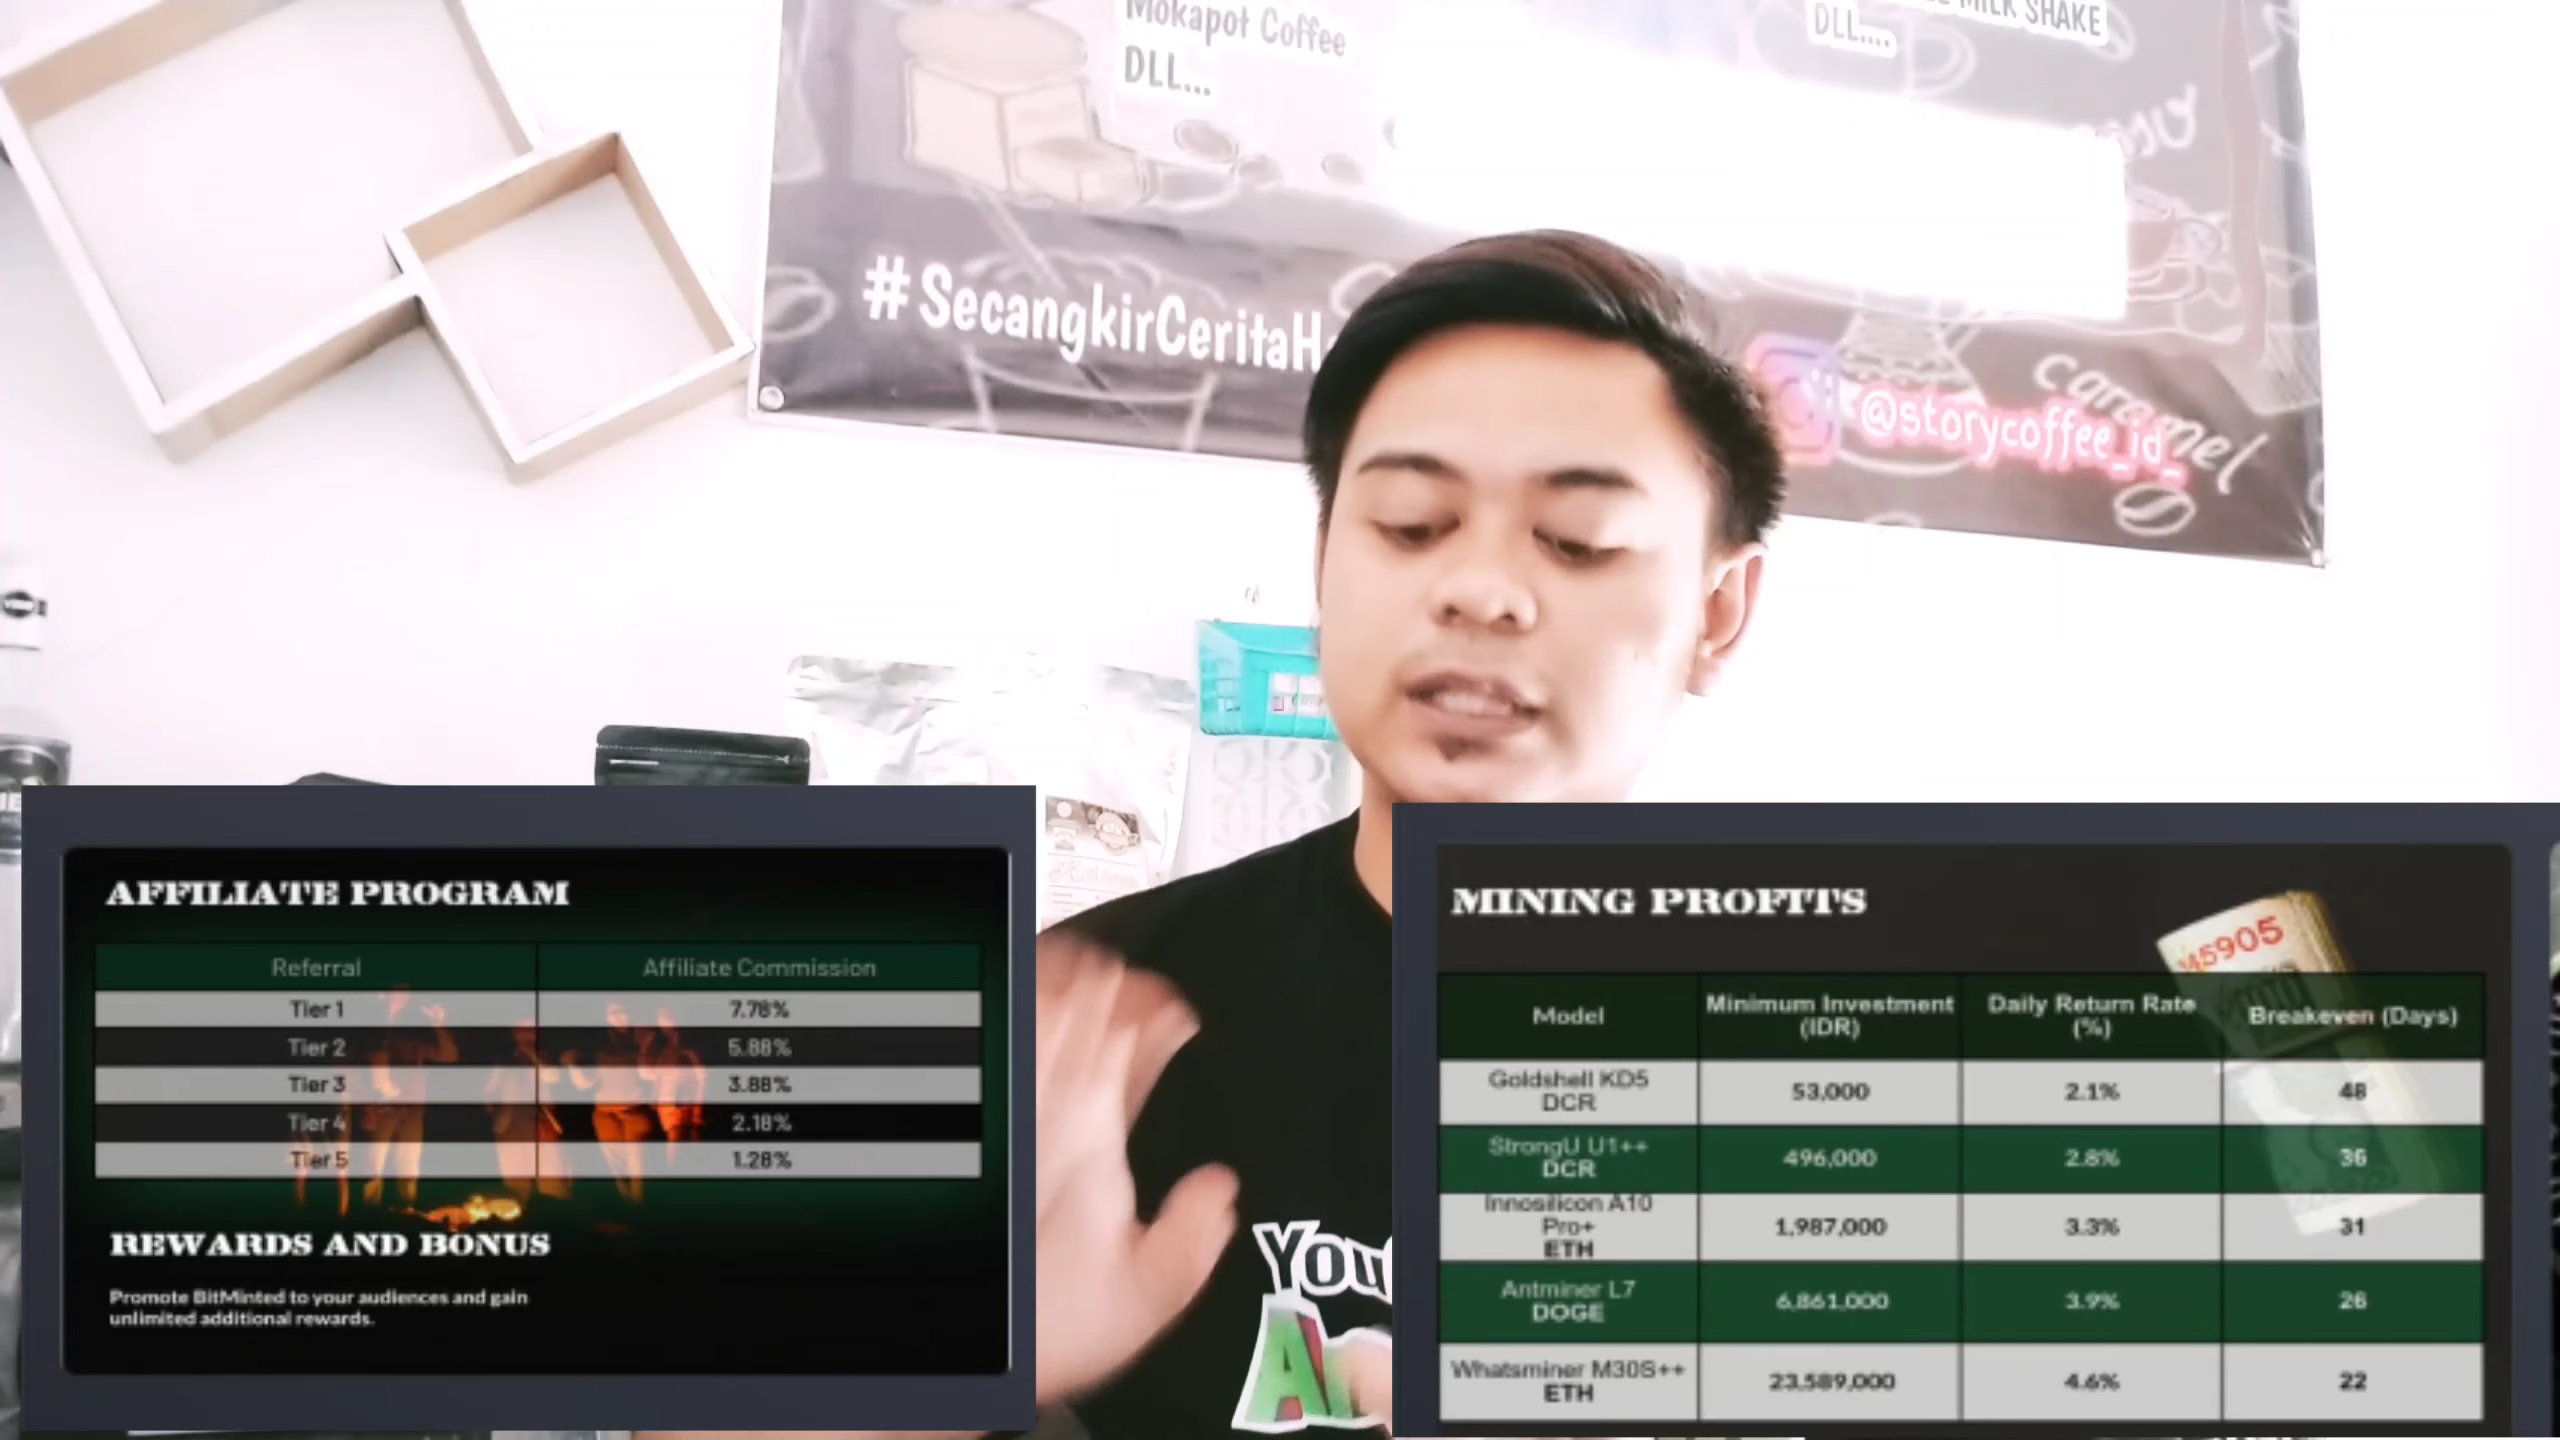 Mokapot Coffee
DLL...
MILK SHAKE
DLL....
#SecangkirCeritaH
caramel
@storycoffee_id_
AFFILIATE PROGRAM
Referral Affiliate Commission
Tier 1 7.78%
Tier 2 5.88%
Tier 3 3.88%
Tier 4 2.18%
Tier 5 1.28%
REWARDS AND BONUS
Promote BitMinted to your audiences and gain
unlimited additional rewards.
You
MINING PROFITS
45905
Model Minimum Investment (IDR) Daily Return Rate (%) Breakeven (Days)
Goldshell KD5
DCR 53,000 2.1% 48
StrongU U1++
DCR 496,000 2.8% 36
Innosilicon A10
Pro+
ETH 1,987,000 3.3% 31
Antminer L7
DOGE 6,861,000 3.9% 26
Whatsminer M30S++
ETH 23,589,000 4.6% 22